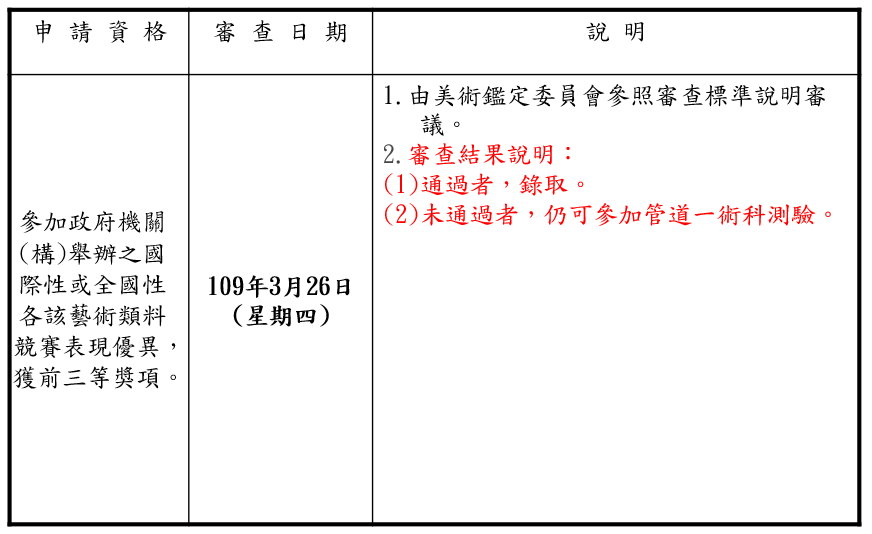 申請資格
審查日期
說明
參加政府機關
(構)舉辦之國
際性或全國性
各該藝術類科
競賽表現優異，
獲前三等獎項。
109年3月26日
(星期四)
1.由美術鑑定委員會參照審查標準說明審
議。
2.審查結果說明：
(1)通過者，錄取。
(2)未通過者，仍可參加管道一術科測驗。